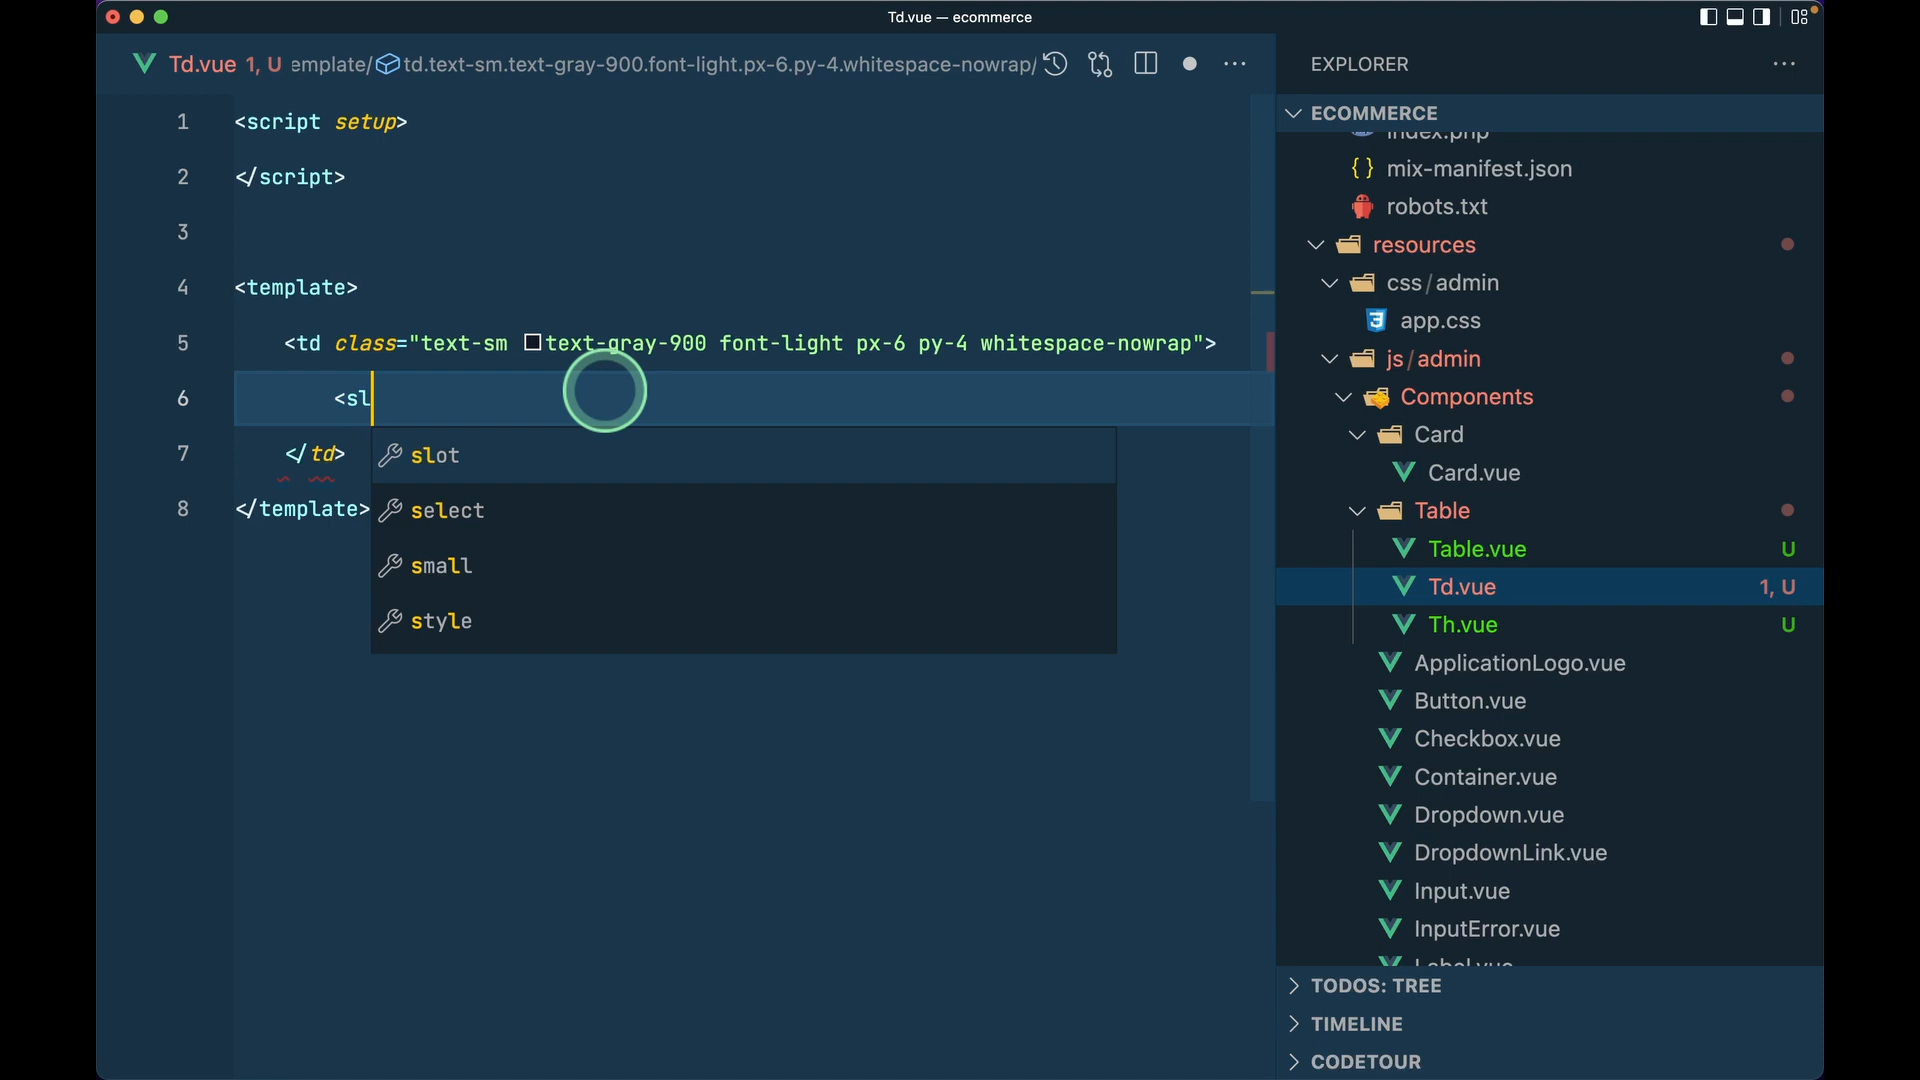 Td.vue — ecommerce
Td.vue 1, U emplate/ td.text-sm.text-gray-900.font-light.px-6.py-4.whitespace-nowrap/
1 <script setup>
2 </script>
3
4 <template>
5 <td class="text-sm text-gray-900 font-light px-6 py-4 whitespace-nowrap">
6 <sl
7 </td>
8 </template>
slot
select
small
style
EXPLORER
ECOMMERCE
index.php
mix-manifest.json
robots.txt
resources
css/admin
app.css
js/admin
Components
Card
Card.vue
Table
Table.vue U
Td.vue 1, U
Th.vue U
ApplicationLogo.vue
Button.vue
Checkbox.vue
Container.vue
Dropdown.vue
DropdownLink.vue
Input.vue
InputError.vue
Label.vue
TODOS: TREE
TIMELINE
CODETOUR